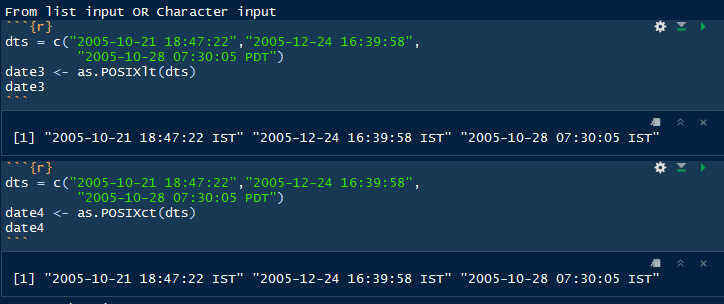 From list input OR Character input
```{r}
dts = c("2005-10-21 18:47:22","2005-12-24 16:39:58",
"2005-10-28 07:30:05 PDT")
date3 <- as.POSIXlt(dts)
date3
```
[1] "2005-10-21 18:47:22 IST" "2005-12-24 16:39:58 IST" "2005-10-28 07:30:05 IST"
```{r}
dts = c("2005-10-21 18:47:22","2005-12-24 16:39:58",
"2005-10-28 07:30:05 PDT")
date4 <- as.POSIXct(dts)
date4
```
[1] "2005-10-21 18:47:22 IST" "2005-12-24 16:39:58 IST" "2005-10-28 07:30:05 IST"